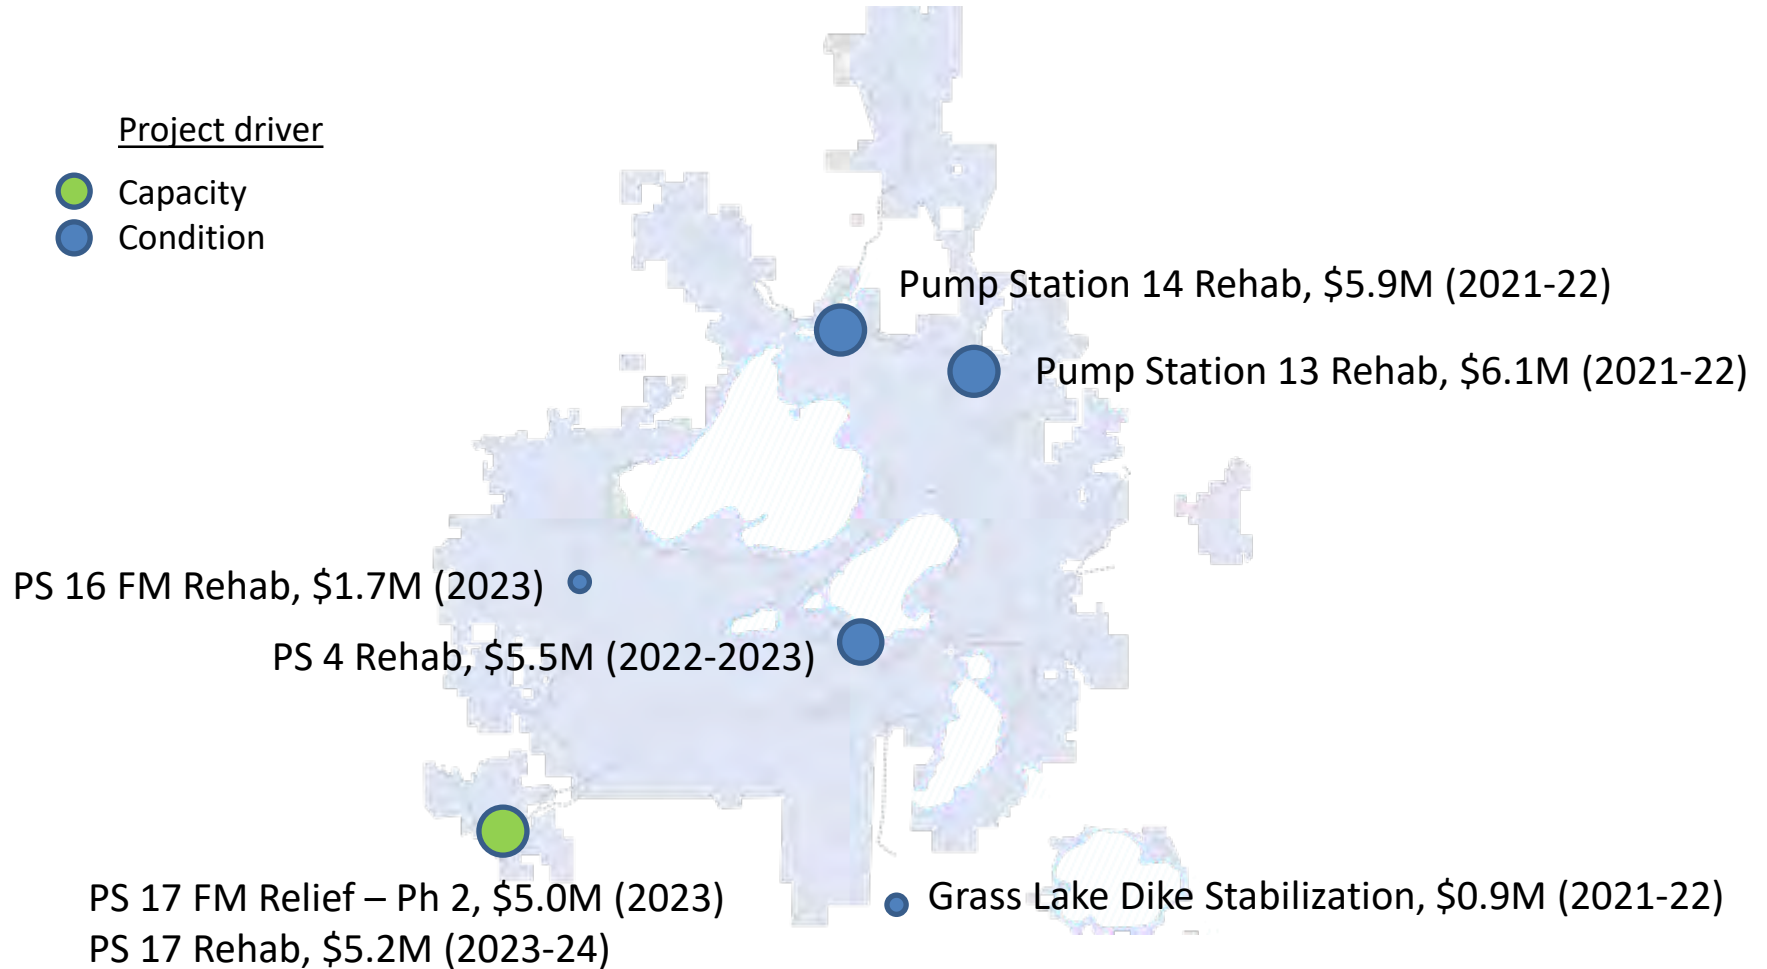 Project driver
Capacity
Condition
Pump Station 14 Rehab, $5.9M (2021-22)
Pump Station 13 Rehab, $6.1M (2021-22)
PS 16 FM Rehab, $1.7M (2023)
PS 4 Rehab, $5.5M (2022-2023)
PS 17 FM Relief – Ph 2, $5.0M (2023)
PS 17 Rehab, $5.2M (2023-24)
Grass Lake Dike Stabilization, $0.9M (2021-22)